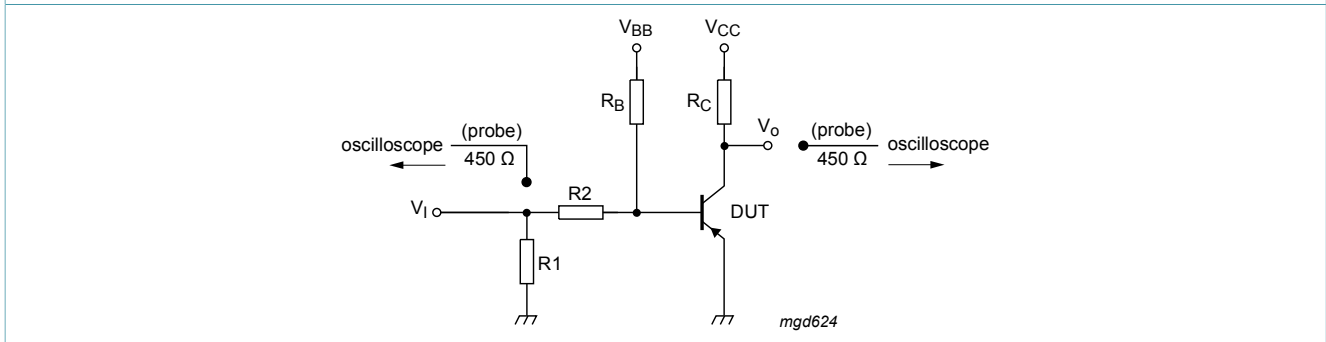 VBB
VCC
RB
RC
Vo
(probe)
450 Ω
oscilloscope
(probe)
450 Ω
oscilloscope
R2
VI
DUT
R1
mgd624